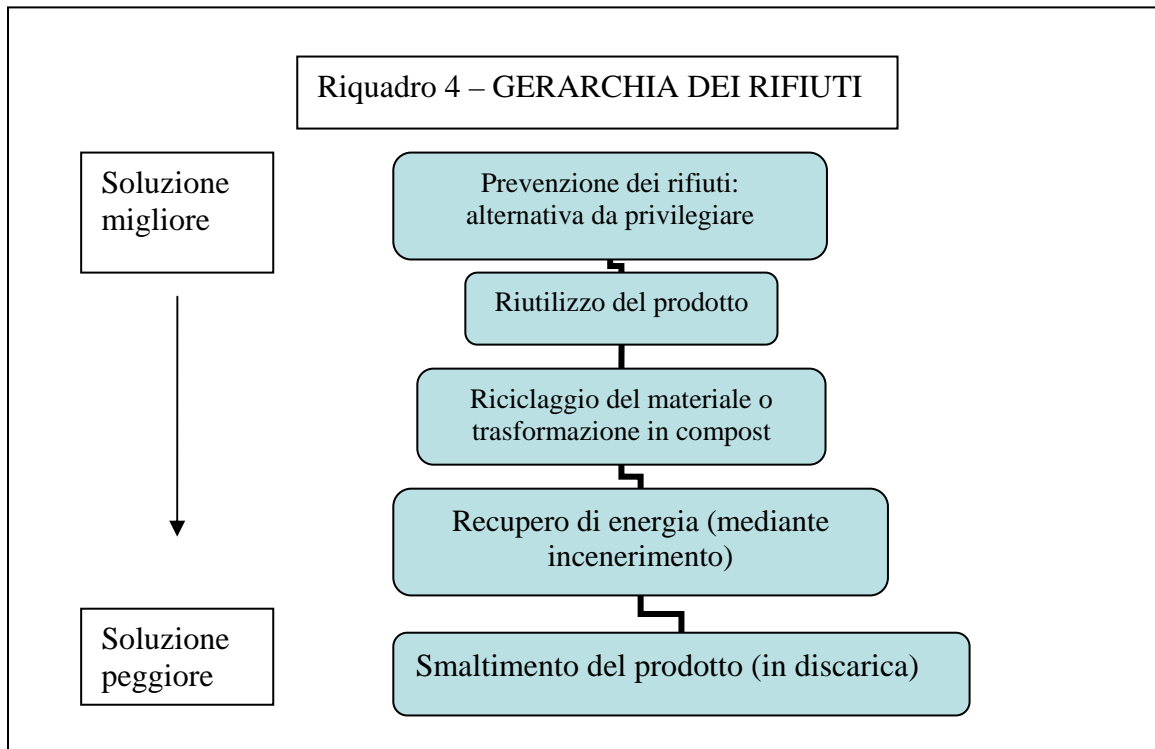 Riquadro 4 – GERARCHIA DEI RIFIUTI
Soluzione
migliore
Prevenzione dei rifiuti:
alternativa da privilegiare
Riutilizzo del prodotto
Riciclaggio del materiale o
trasformazione in compost
Recupero di energia (mediante
incenerimento)
Soluzione
peggiore
Smaltimento del prodotto (in discarica)